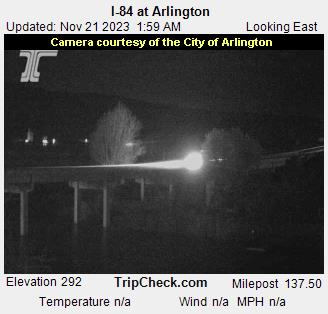 I-84 at Arlington
Updated: Nov 21 2023 1:59 AM Looking East
Camera courtesy of the City of Arlington
Elevation 292 TripCheck.com Milepost 137.50
Temperature n/a Wind n/a MPH n/a